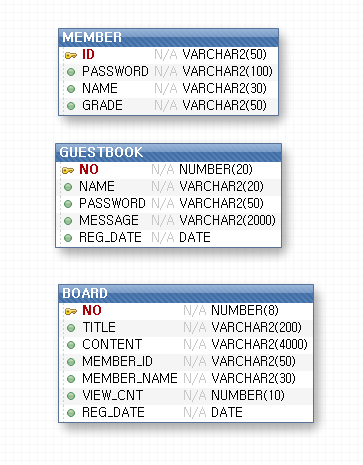 MEMBER
ID N/A VARCHAR2(50)
PASSWORD N/A VARCHAR2(100)
NAME N/A VARCHAR2(30)
GRADE N/A VARCHAR2(50)
GUESTBOOK
NO N/A NUMBER(20)
NAME N/A VARCHAR2(20)
PASSWORD N/A VARCHAR2(50)
MESSAGE N/A VARCHAR2(2000)
REG_DATE N/A DATE
BOARD
NO N/A NUMBER(8)
TITLE N/A VARCHAR2(200)
CONTENT N/A VARCHAR2(4000)
MEMBER_ID N/A VARCHAR2(50)
MEMBER_NAME N/A VARCHAR2(30)
VIEW_CNT N/A NUMBER(10)
REG_DATE N/A DATE